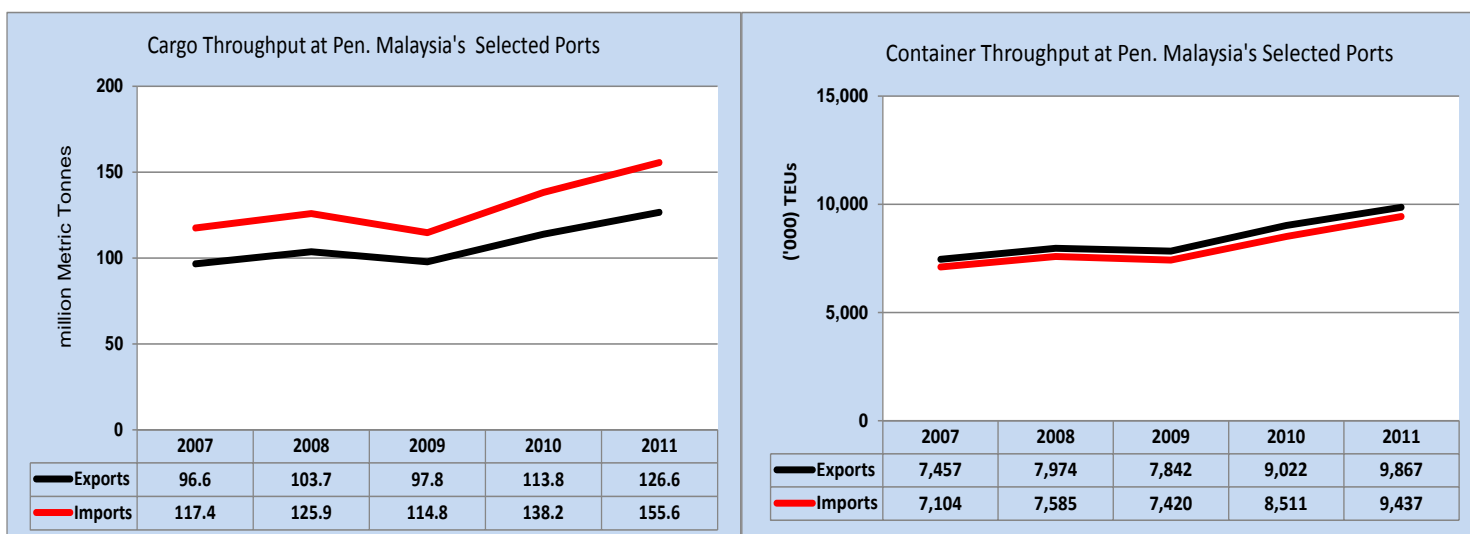 Cargo Throughput at Pen. Malaysia's Selected Ports
million Metric Tonnes
200
150
100
50
0
2007 2008 2009 2010 2011
Exports 96.6 103.7 97.8 113.8 126.6
Imports 117.4 125.9 114.8 138.2 155.6
Container Throughput at Pen. Malaysia's Selected Ports
('000) TEUs
15,000
10,000
5,000
0
2007 2008 2009 2010 2011
Exports 7,457 7,974 7,842 9,022 9,867
Imports 7,104 7,585 7,420 8,511 9,437